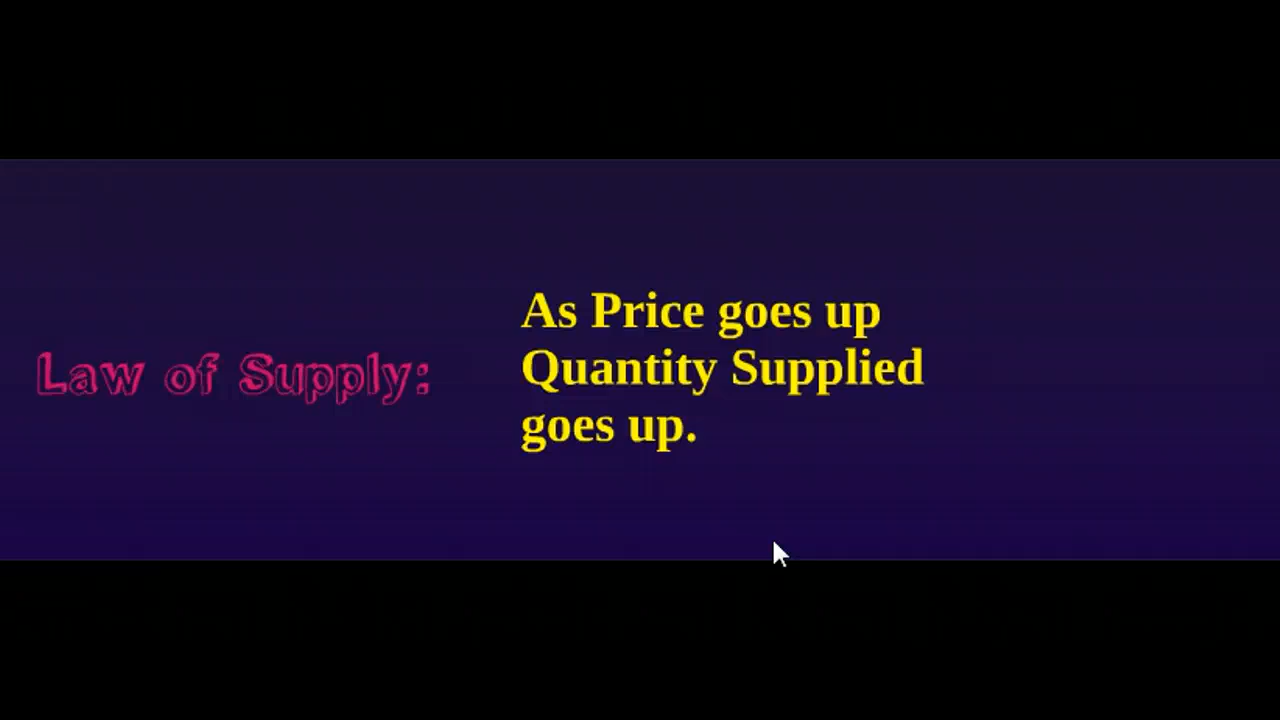 Law of Supply:
As Price goes up
Quantity Supplied
goes up.